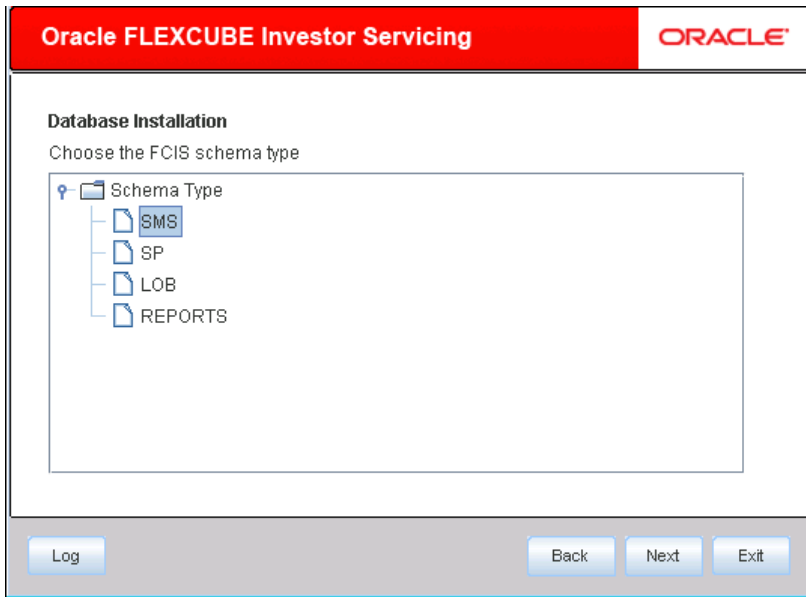 Oracle FLEXCUBE Investor Servicing
ORACLE
Database Installation
Choose the FCIS schema type
Schema Type
SMS
SP
LOB
REPORTS
Log
Back
Next
Exit